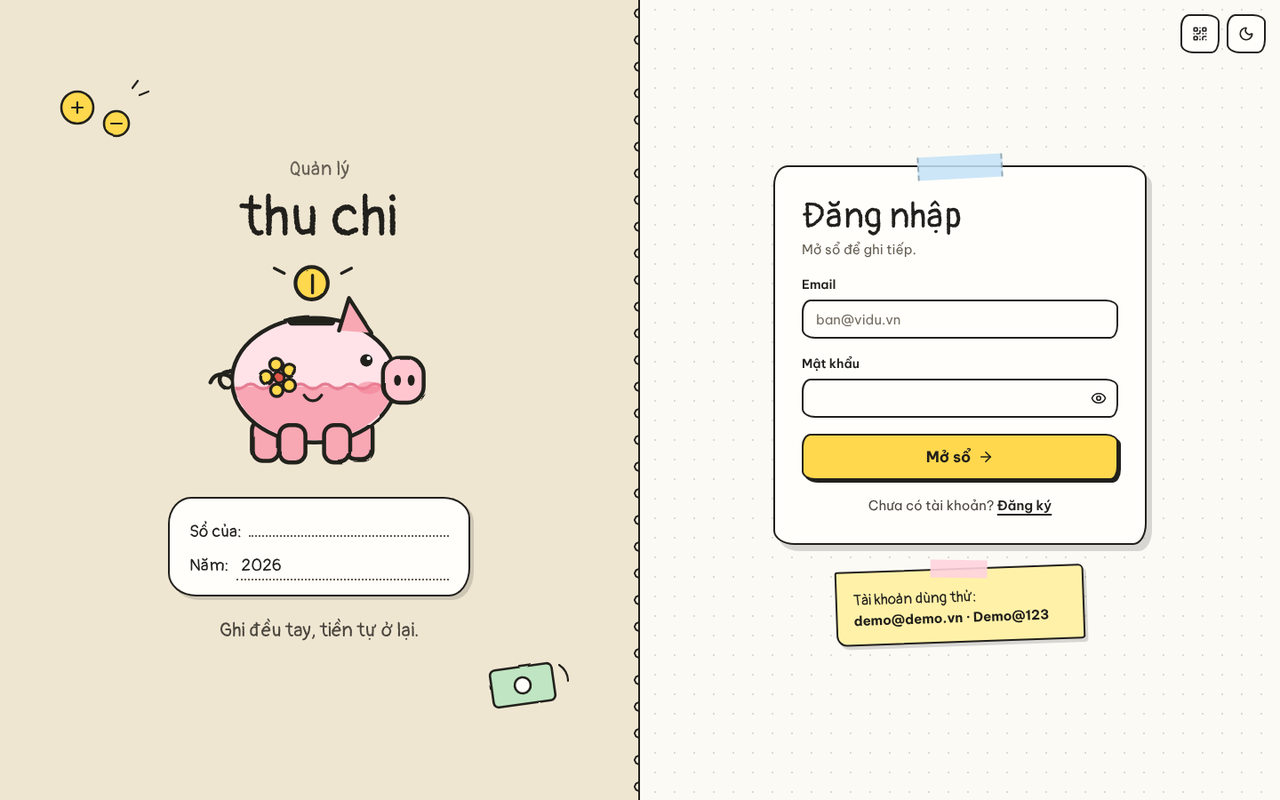 Quản lý
thu chi
Sổ của:
Năm: 2026
Ghi đều tay, tiền tự ở lại.
Đăng nhập
Mở sổ để ghi tiếp.
Email
ban@vidu.vn
Mật khẩu
Mở sổ →
Chưa có tài khoản? Đăng ký
Tài khoản dùng thử:
demo@demo.vn · Demo@123